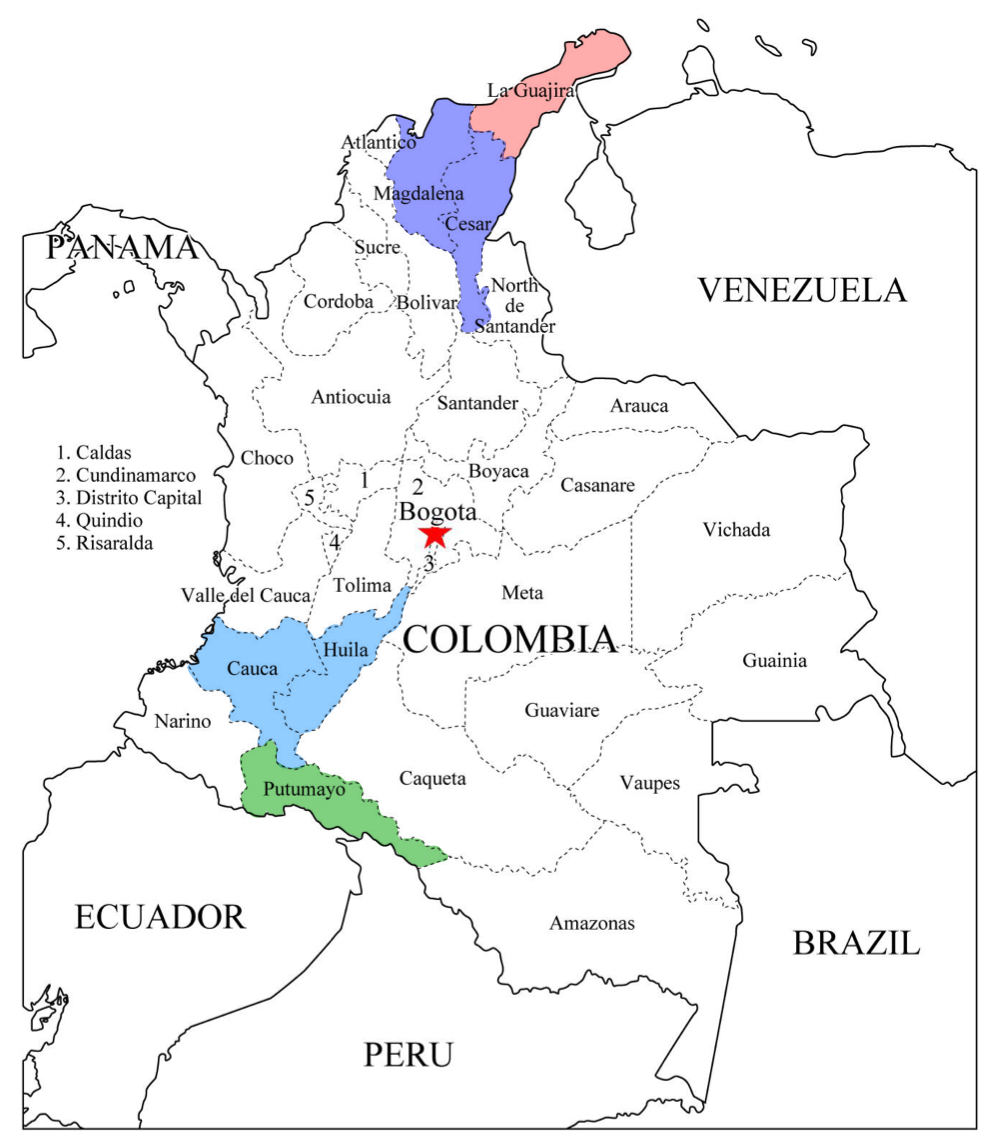 La Guajira
Atlantico
Magdalena
Cesar
PANAMA
Sucre
VENEZUELA
North
de
Santander
Cordoba
Bolivar
Antiocuia
Santander
Arauca
1. Caldas
2. Cundinamarco
3. Distrito Capital
4. Quindio
5. Risaralda
Choco
Boyaca
1
2
5
Casanare
Bogota
Vichada
4
3
Valle del Cauca
Tolima
Meta
COLOMBIA
Huila
Cauca
Guainia
Narino
Guaviare
Putumayo
Caqueta
Vaupes
ECUADOR
Amazonas
BRAZIL
PERU